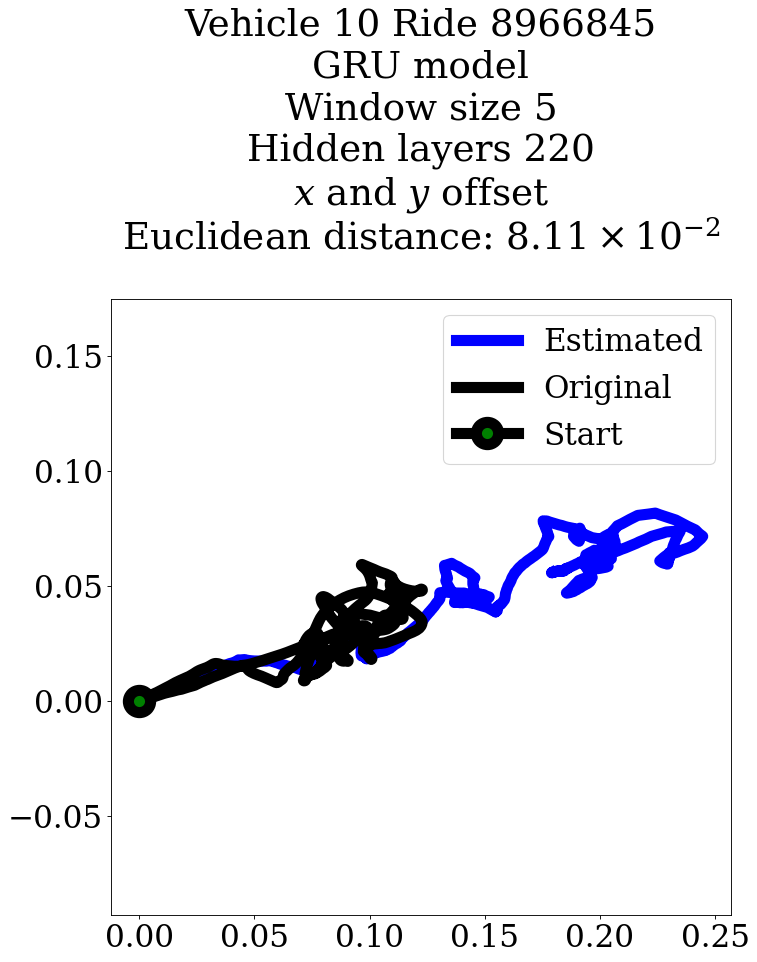 Vehicle 10 Ride 8966845
GRU model
Window size 5
Hidden layers 220
x and y offset
Euclidean distance: 8.11 × 10⁻²
Estimated
Original
Start
0.15
0.10
0.05
0.00
−0.05
0.00 0.05 0.10 0.15 0.20 0.25